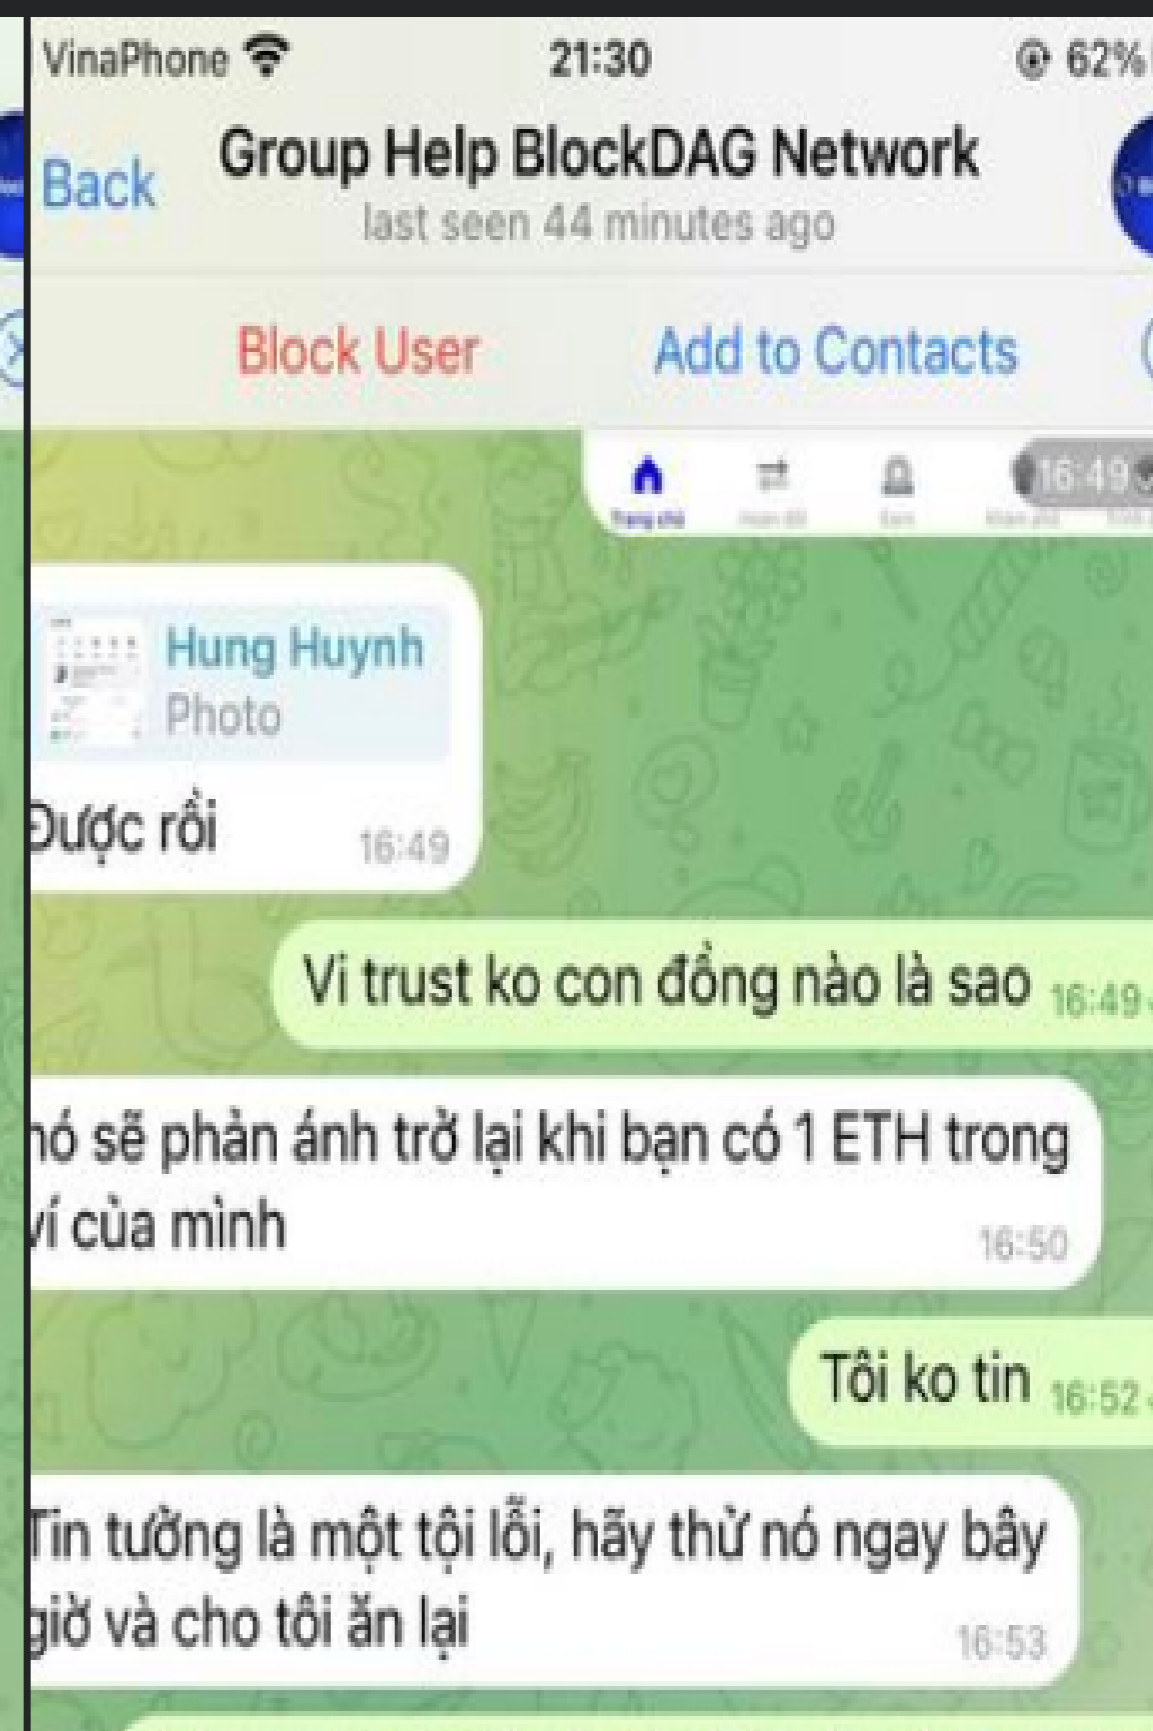 VinaPhone 21:30 62%
Group Help BlockDAG Network
Back
last seen 44 minutes ago
Block User Add to Contacts
16:49
Trang chủ
Hung Huynh
Photo
Được rồi 16:49
Vi trust ko con đồng nào là sao 16:49
nó sẽ phản ánh trở lại khi bạn có 1 ETH trong
ví của mình 16:50
Tôi ko tin 16:52
Tin tưởng là một tội lỗi, hãy thử nó ngay bây
giờ và cho tôi ăn lại 16:53